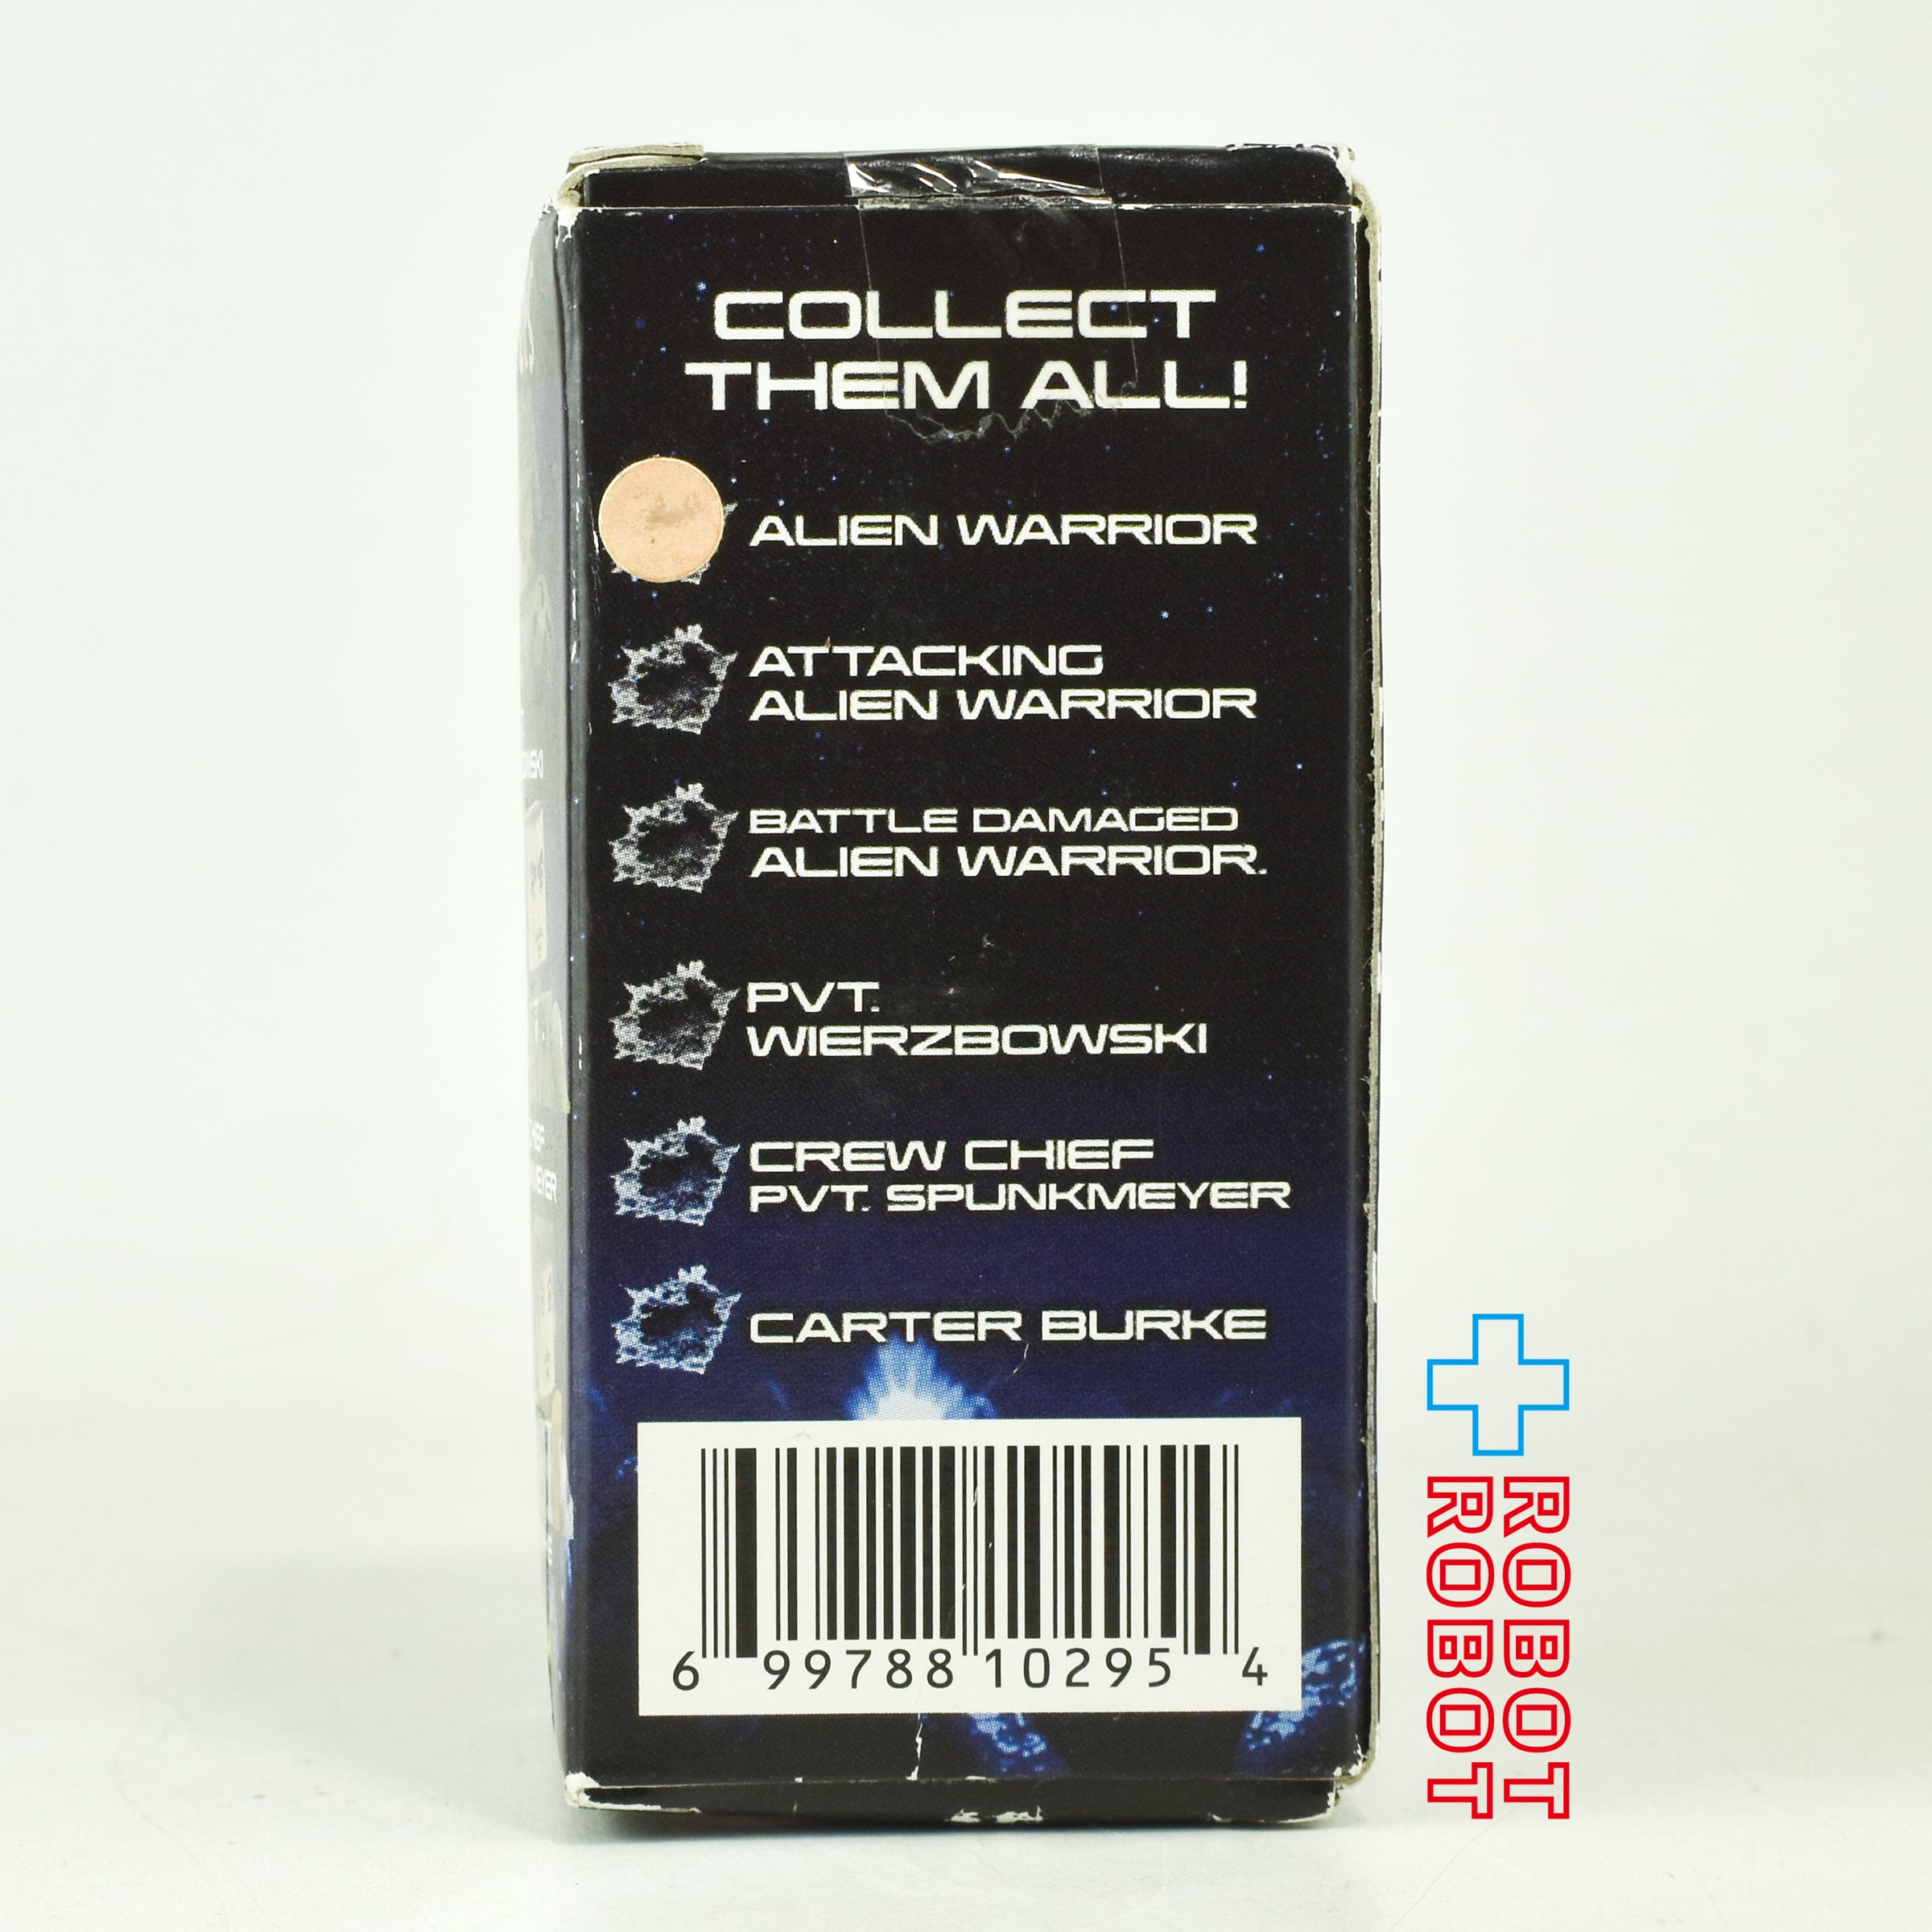 COLLECT
THEM ALL!
ALIEN WARRIOR
ATTACKING
ALIEN WARRIOR
BATTLE DAMAGED
ALIEN WARRIOR.
PVT.
WIERZBOWSKI
CREW CHIEF
PVT. SPUNKMEYER
CARTER BURKE
6 99788 10295 4
ROBOT
ROBOT